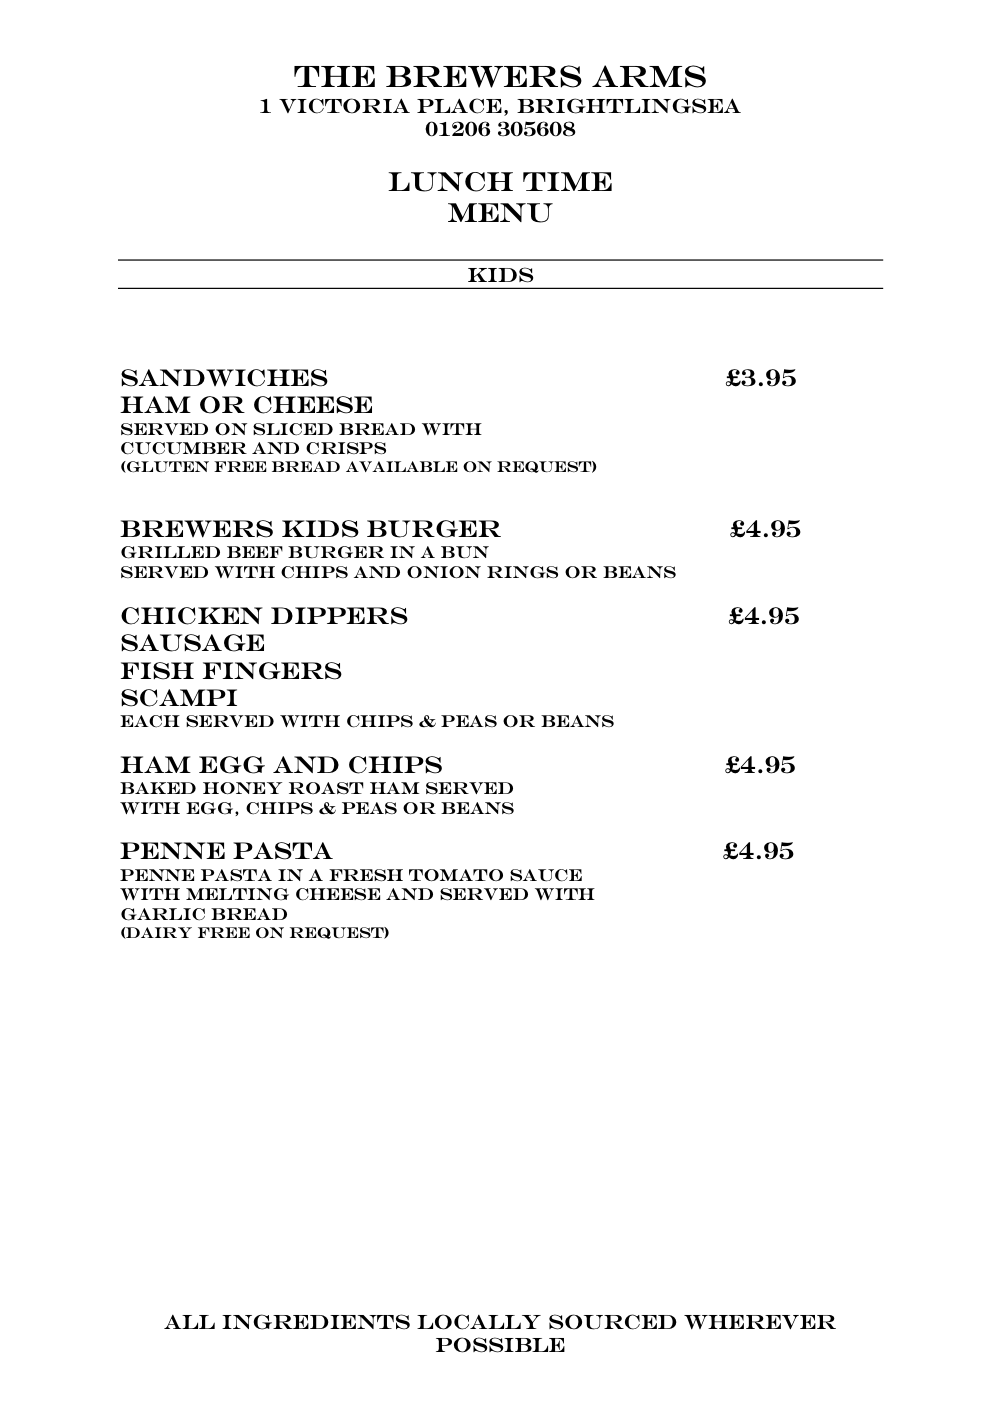 THE BREWERS ARMS
1 VICTORIA PLACE, BRIGHTLINGSEA
01206 305608
LUNCH TIME
MENU
KIDS
SANDWICHES £3.95
HAM OR CHEESE
SERVED ON SLICED BREAD WITH
CUCUMBER AND CRISPS
(GLUTEN FREE BREAD AVAILABLE ON REQUEST)
BREWERS KIDS BURGER £4.95
GRILLED BEEF BURGER IN A BUN
SERVED WITH CHIPS AND ONION RINGS OR BEANS
CHICKEN DIPPERS £4.95
SAUSAGE
FISH FINGERS
SCAMPI
EACH SERVED WITH CHIPS & PEAS OR BEANS
HAM EGG AND CHIPS £4.95
BAKED HONEY ROAST HAM SERVED
WITH EGG, CHIPS & PEAS OR BEANS
PENNE PASTA £4.95
PENNE PASTA IN A FRESH TOMATO SAUCE
WITH MELTING CHEESE AND SERVED WITH
GARLIC BREAD
(DAIRY FREE ON REQUEST)
ALL INGREDIENTS LOCALLY SOURCED WHEREVER
POSSIBLE